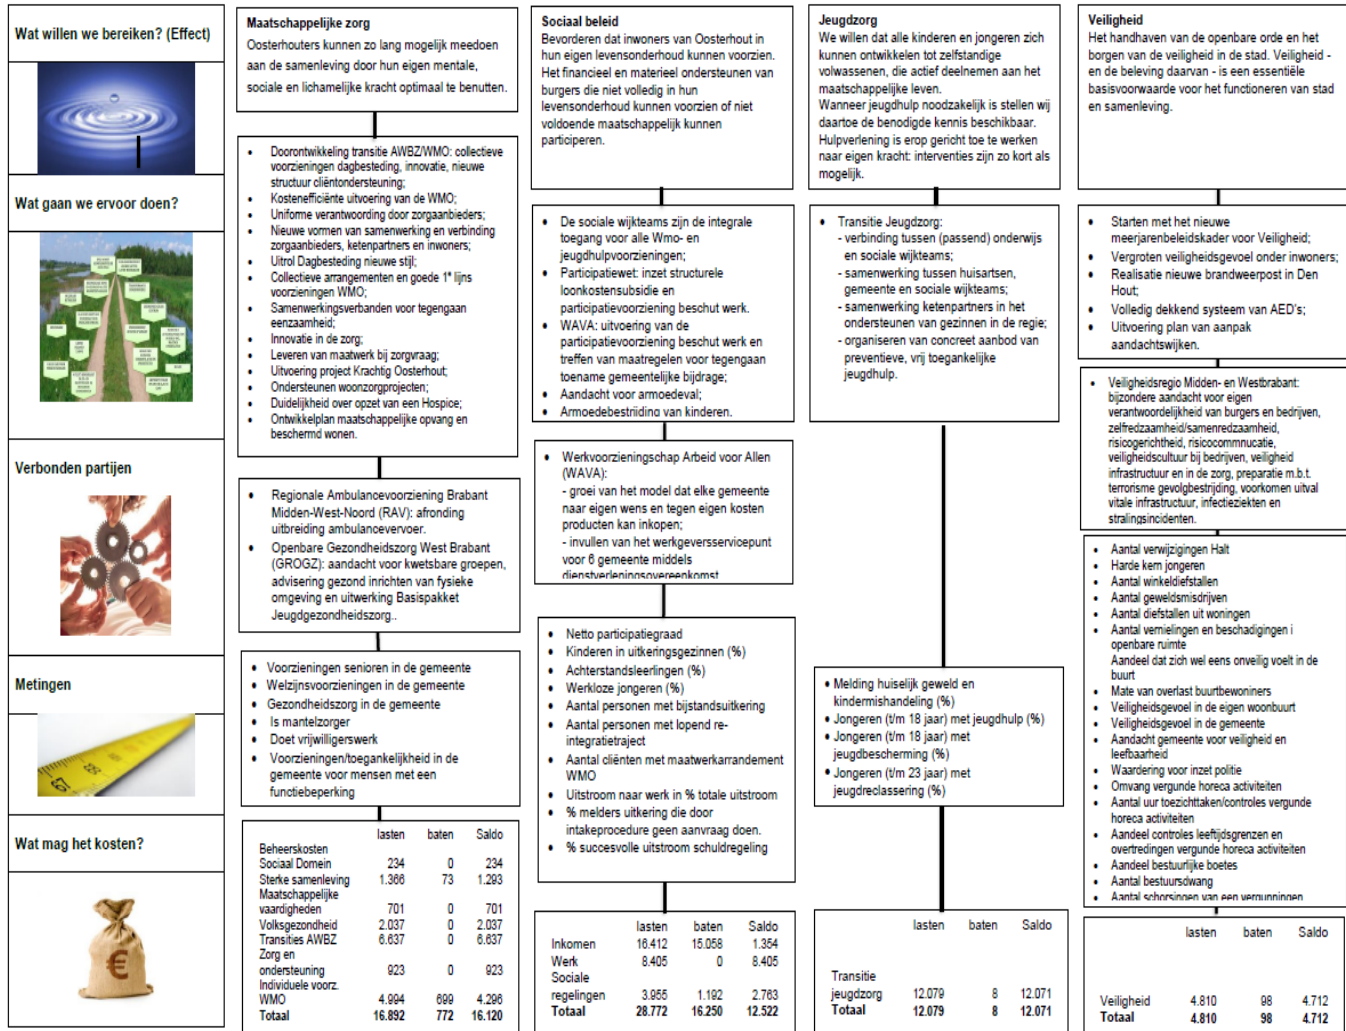 Wat willen we bereiken? (Effect)
Wat gaan we ervoor doen?
Verbonden partijen
Metingen
Wat mag het kosten?
Maatschappelijke zorg
Oosterhouters kunnen zo lang mogelijk meedoen
aan de samenleving door hun eigen mentale,
sociale en lichamelijke kracht optimaal te benutten.
• Doorontwikkeling transitie AWBZ/WMO: collectieve
voorzieningen dagbesteding, innovatie, nieuwe
structuur cliëntondersteuning;
• Kostenefficiënte uitvoering van de WMO;
• Uniforme verantwoording door zorgaanbieders;
• Nieuwe vormen van samenwerking en verbinding
zorgaanbieders, ketenpartners en inwoners;
• Uitrol Dagbesteding nieuwe stijl;
• Collectieve arrangementen en goede 1e lijns
voorzieningen WMO;
• Samenwerkingsverbanden voor tegengaan
eenzaamheid;
• Innovatie in de zorg;
• Leveren van maatwerk bij zorgvraag;
• Uitvoering project Krachtig Oosterhout;
• Ondersteunen woonzorgprojecten;
• Duidelijkheid over opzet van een Hospice;
• Ontwikkelplan maatschappelijke opvang en
beschermd wonen.
• Regionale Ambulancevoorziening Brabant
Midden-West-Noord (RAV): afronding
uitbreiding ambulancevervoer.
• Openbare Gezondheidszorg West Brabant
(GROGZ): aandacht voor kwetsbare groepen,
advisering gezond inrichten van fysieke
omgeving en uitwerking Basispakket
Jeugdgezondheidszorg..
• Voorzieningen senioren in de gemeente
• Welzijnsvoorzieningen in de gemeente
• Gezondheidszorg in de gemeente
• Is mantelzorger
• Doet vrijwilligerswerk
• Voorzieningen/toegankelijkheid in de
gemeente voor mensen met een
functiebeperking
lasten baten Saldo
Beheerskosten
Sociaal Domein 234 0 234
Sterke samenleving 1.366 73 1.293
Maatschappelijke
vaardigheden 701 0 701
Volksgezondheid 2.037 0 2.037
Transities AWBZ 6.637 0 6.637
Zorg en
ondersteuning 923 0 923
Individuele voorz.
WMO 4.994 699 4.296
Totaal 16.892 772 16.120
Sociaal beleid
Bevorderen dat inwoners van Oosterhout in
hun eigen levensonderhoud kunnen voorzien.
Het financieel en materieel ondersteunen van
burgers die niet volledig in hun
levensonderhoud kunnen voorzien of niet
voldoende maatschappelijk kunnen
participeren.
• De sociale wijkteams zijn de integrale
toegang voor alle Wmo- en
jeugdhulpvoorzieningen;
• Participatiewet: inzet structurele
loonkostensubsidie en
participatievoorziening beschut werk.
• WAVA: uitvoering van de
participatievoorziening beschut werk en
treffen van maatregelen voor tegengaan
toename gemeentelijke bijdrage;
• Aandacht voor armoedeval;
• Armoedebestrijding van kinderen.
• Werkvoorzieningschap Arbeid voor Allen
(WAVA):
- groei van het model dat elke gemeente
naar eigen wens en tegen eigen kosten
producten kan inkopen;
- invullen van het werkgeversservicepunt
voor 6 gemeente middels
dienstverleningsovereenkomst
• Netto participatiegraad
• Kinderen in uitkeringsgezinnen (%)
• Achterstandsleerlingen (%)
• Werkloze jongeren (%)
• Aantal personen met bijstandsuitkering
• Aantal personen met lopend re-
integratietraject
• Aantal cliënten met maatwerkarrandement
WMO
• Uitstroom naar werk in % totale uitstroom
• % melders uitkering die door
intakeprocedure geen aanvraag doen.
• % succesvolle uitstroom schuldregeling
lasten baten Saldo
Inkomen 16.412 15.058 1.354
Werk 8.405 0 8.405
Sociale
regelingen 3.955 1.192 2.763
Totaal 28.772 16.250 12.522
Jeugdzorg
We willen dat alle kinderen en jongeren zich
kunnen ontwikkelen tot zelfstandige
volwassenen, die actief deelnemen aan het
maatschappelijke leven.
Wanneer jeugdhulp noodzakelijk is stellen wij
daartoe de benodigde kennis beschikbaar.
Hulpverlening is erop gericht toe te werken
naar eigen kracht: interventies zijn zo kort als
mogelijk.
• Transitie Jeugdzorg:
- verbinding tussen (passend) onderwijs
en sociale wijkteams;
- samenwerking tussen huisartsen,
gemeente en sociale wijkteams;
- samenwerking ketenpartners in het
ondersteunen van gezinnen in de regie;
- organiseren van concreet aanbod van
preventieve, vrij toegankelijke
jeugdhulp.
• Melding huiselijk geweld en
kindermishandeling (%)
• Jongeren (t/m 18 jaar) met jeugdhulp (%)
• Jongeren (t/m 18 jaar) met
jeugdbescherming (%)
• Jongeren (t/m 23 jaar) met
jeugdreclassering (%)
lasten baten Saldo
Transitie
jeugdzorg 12.079 8 12.071
Totaal 12.079 8 12.071
Veiligheid
Het handhaven van de openbare orde en het
borgen van de veiligheid in de stad. Veiligheid -
en de beleving daarvan - is een essentiële
basisvoorwaarde voor het functioneren van stad
en samenleving.
• Starten met het nieuwe
meerjarenbeleidskader voor Veiligheid;
• Vergroten veiligheidsgevoel onder inwoners;
• Realisatie nieuwe brandweerpost in Den
Hout;
• Volledig dekkend systeem van AED's;
• Uitvoering plan van aanpak
aandachtswijken.
• Veiligheidsregio Midden- en Westbrabant:
bijzondere aandacht voor eigen
verantwoordelijkheid van burgers en bedrijven,
zelfredzaamheid/samenredzaamheid,
risicogerichtheid, risicocommnucatie,
veiligheidscultuur bij bedrijven, veiligheid
infrastructuur en in de zorg, preparatie m.b.t.
terrorisme gevolgbestrijding, voorkomen uitval
vitale infrastructuur, infectieziekten en
stralingsincidenten.
• Aantal verwijzigingen Halt
• Harde kern jongeren
• Aantal winkeldiefstallen
• Aantal geweldsmisdrijven
• Aantal diefstallen uit woningen
• Aantal vernielingen en beschadigingen i
openbare ruimte
Aandeel dat zich wel eens onveilig voelt in de
buurt
• Mate van overlast buurtbewoniners
• Veiligheidsgevoel in de eigen woonbuurt
• Veiligheidsgevoel in de gemeente
• Aandacht gemeente voor veiligheid en
leefbaarheid
• Waardering voor inzet politie
• Omvang vergunde horeca activiteiten
• Aantal uur toezichttaken/controles vergunde
horeca activiteiten
• Aandeel controles leeftijdsgrenzen en
overtredingen vergunde horeca activiteiten
• Aandeel bestuurlijke boetes
• Aantal bestuursdwang
• Aantal schorsingen van een vergunningen
lasten baten Saldo
Veiligheid 4.810 98 4.712
Totaal 4.810 98 4.712